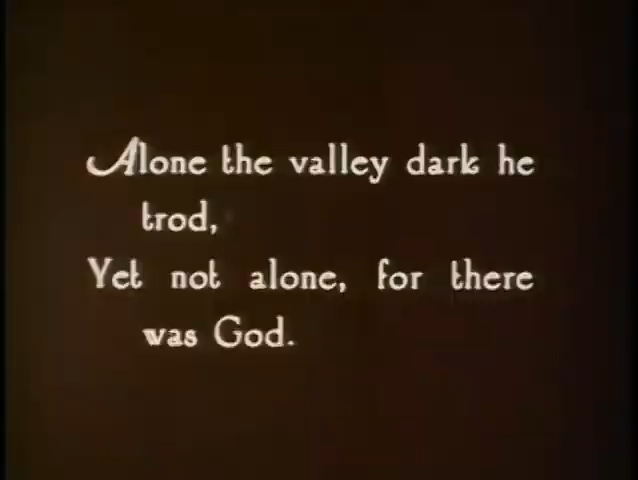 Alone the valley dark he
trod,
Yet not alone, for there
was God.